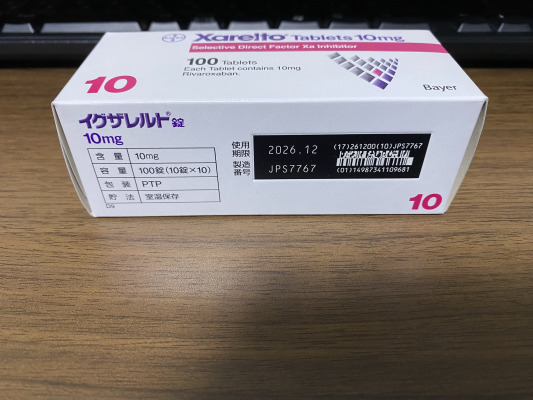 Xarelto® Tablets 10mg
Selective Direct Factor Xa Inhibitor
100 Tablets
Each Tablet contains 10mg
Rivaroxaban.
Bayer
10
イグザレルト®錠
10mg
含 量 10mg
容 量 100錠(10錠×10)
包 装 PTP
貯 法 室温保存
使用
期限 2026.12
製造
番号 JPS7767
(17)261200(10)JPS7767
(01)14987341109681
10